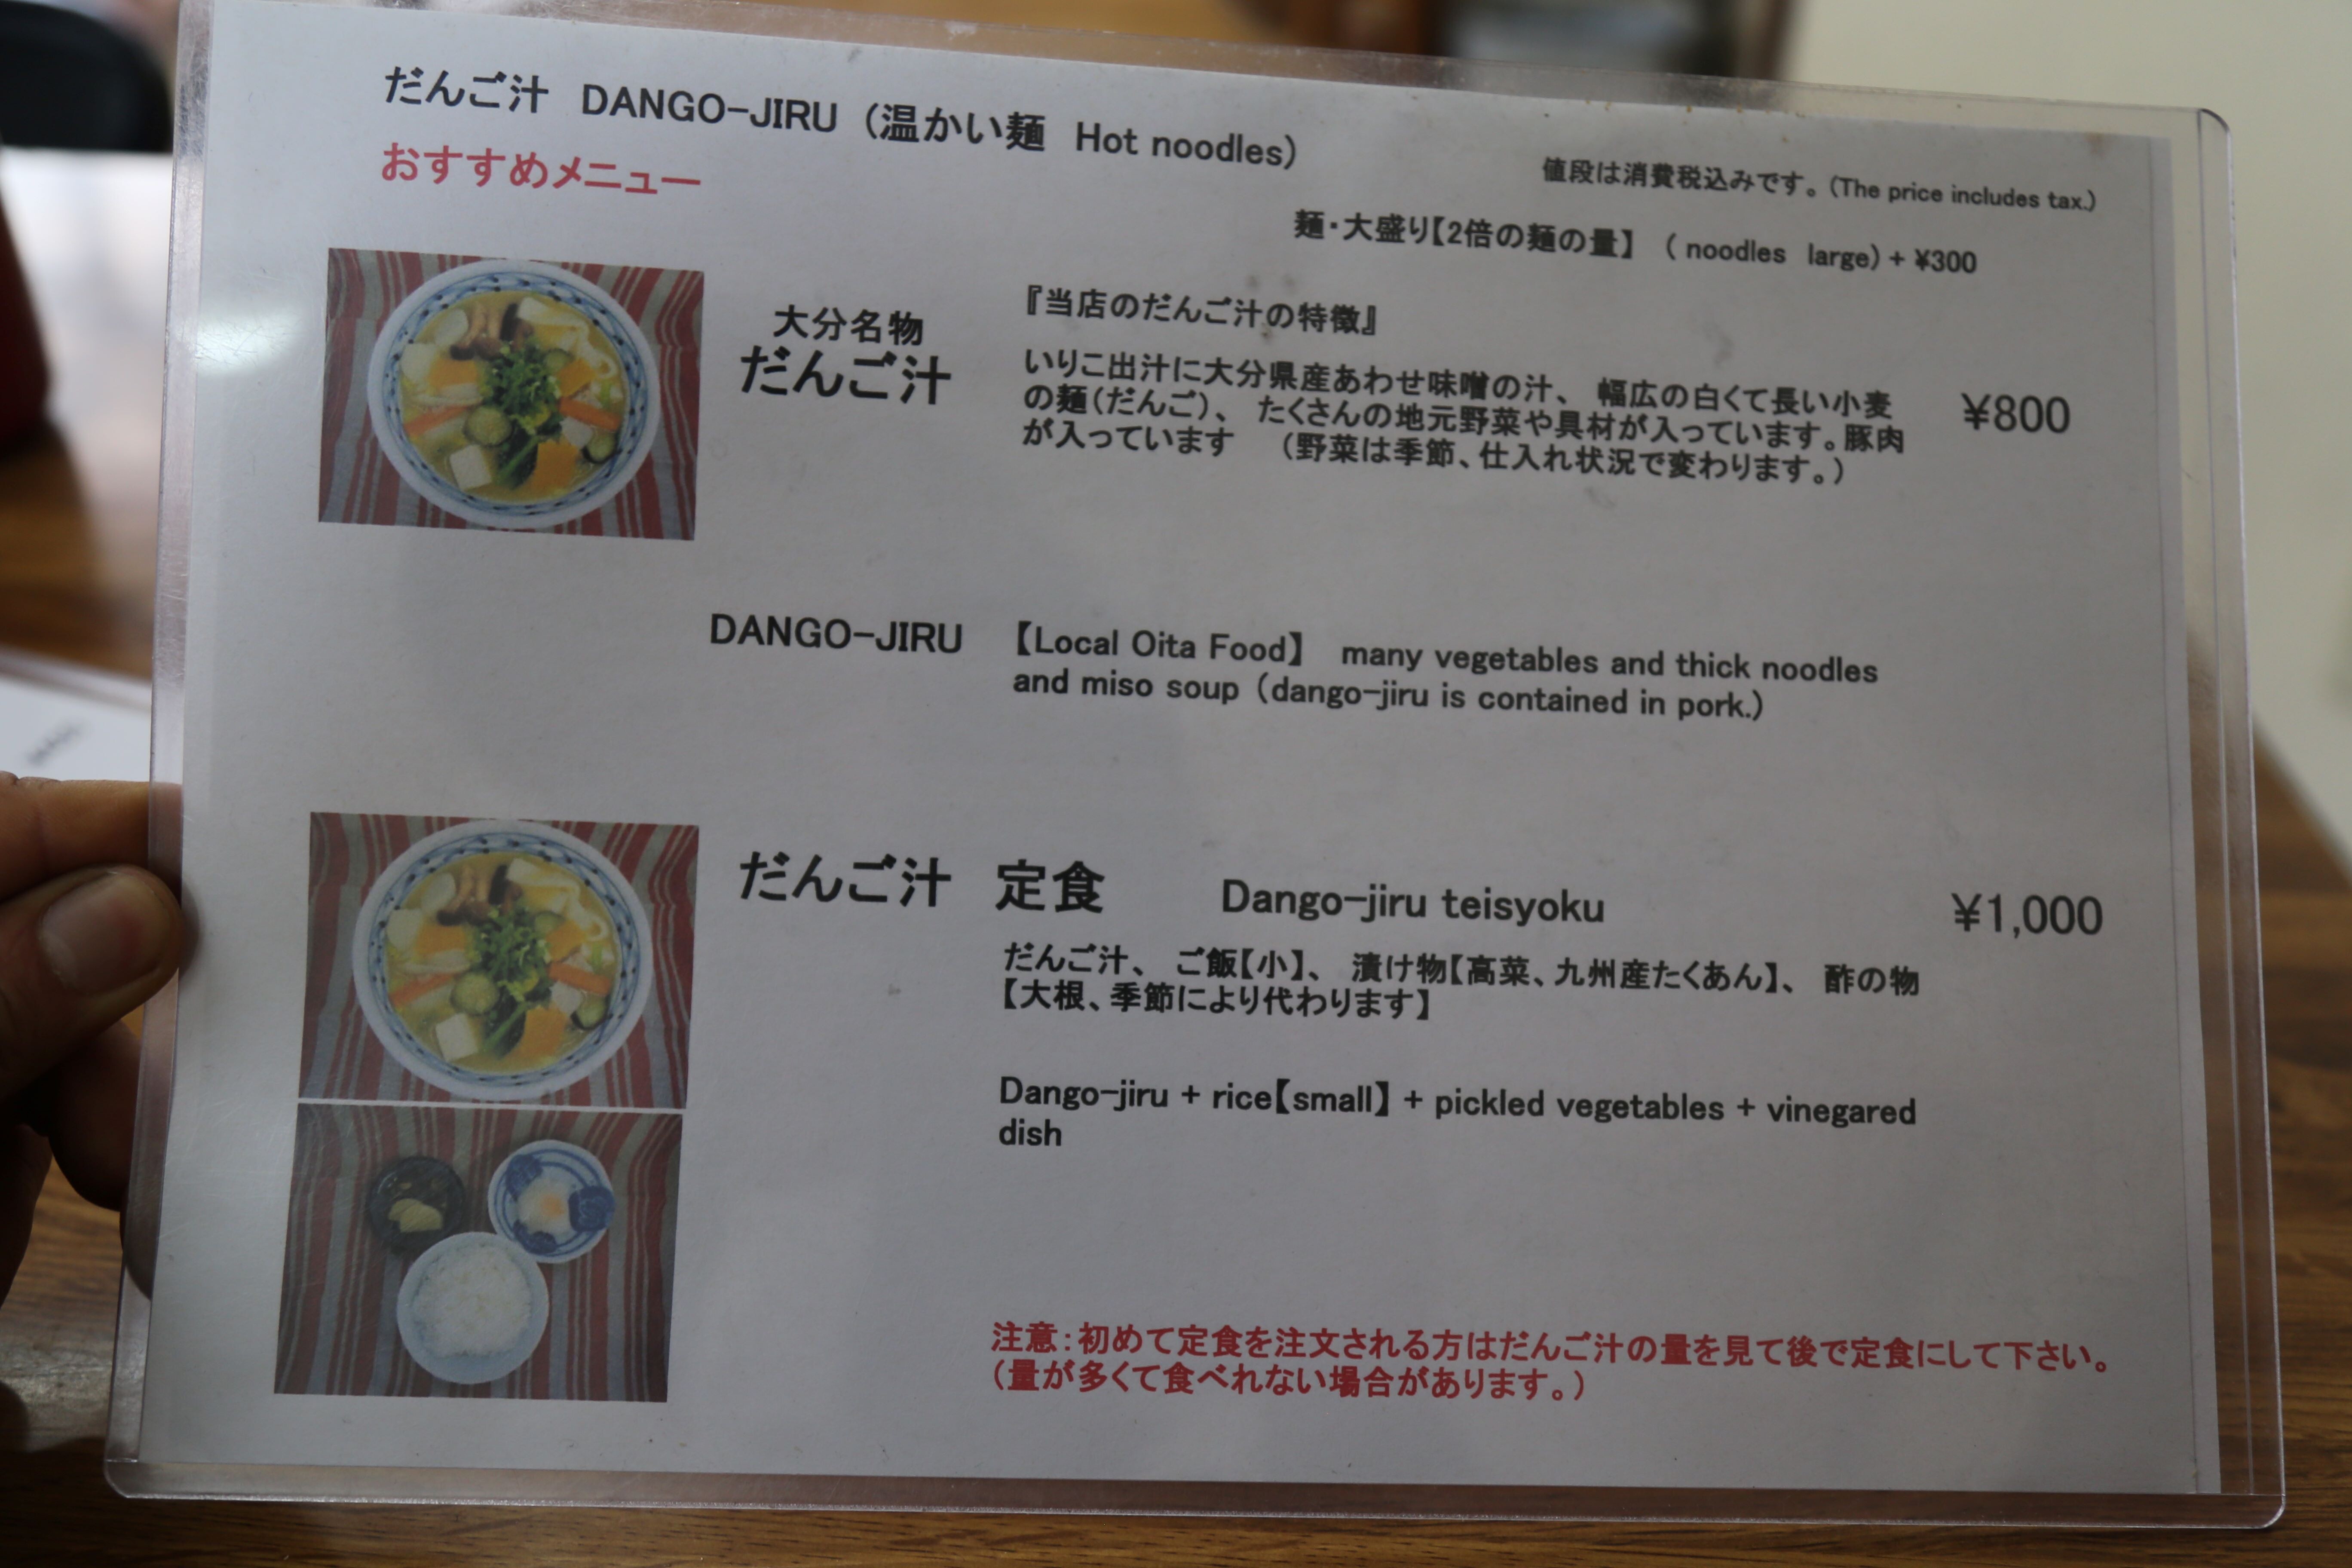 だんご汁　DANGO-JIRU（温かい麺　Hot noodles）
おすすめメニュー
値段は消費税込みです。（The price includes tax.）
麺・大盛り【2倍の麺の量】（ noodles large）+ ¥300
大分名物
だんご汁
『当店のだんご汁の特徴』
いりこ出汁に大分県産あわせ味噌の汁、　幅広の白くて長い小麦
の麺（だんご）、　たくさんの地元野菜や具材が入っています。豚肉
が入っています　（野菜は季節、仕入れ状況で変わります。）
¥800
DANGO-JIRU　【Local Oita Food】　many vegetables and thick noodles
and miso soup（dango-jiru is contained in pork.）
だんご汁　定食　Dango-jiru teisyoku　¥1,000
だんご汁、　ご飯【小】、　漬け物【高菜、九州産たくあん】、　酢の物
【大根、季節により代わります】
Dango-jiru + rice【small】 + pickled vegetables + vinegared
dish
注意：初めて定食を注文される方はだんご汁の量を見て後で定食にして下さい。
（量が多くて食べれない場合があります。）